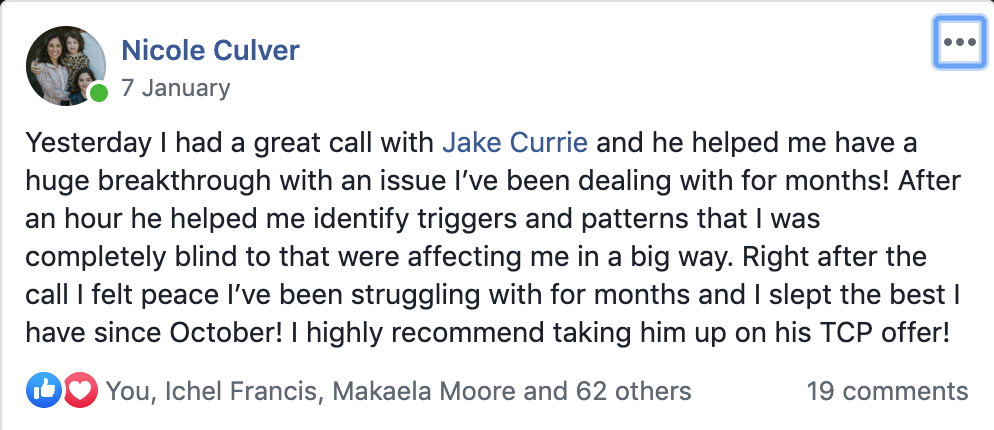 Nicole Culver
7 January
Yesterday I had a great call with Jake Currie and he helped me have a
huge breakthrough with an issue I’ve been dealing with for months! After
an hour he helped me identify triggers and patterns that I was
completely blind to that were affecting me in a big way. Right after the
call I felt peace I’ve been struggling with for months and I slept the best I
have since October! I highly recommend taking him up on his TCP offer!
You, Ichel Francis, Makaela Moore and 62 others 19 comments